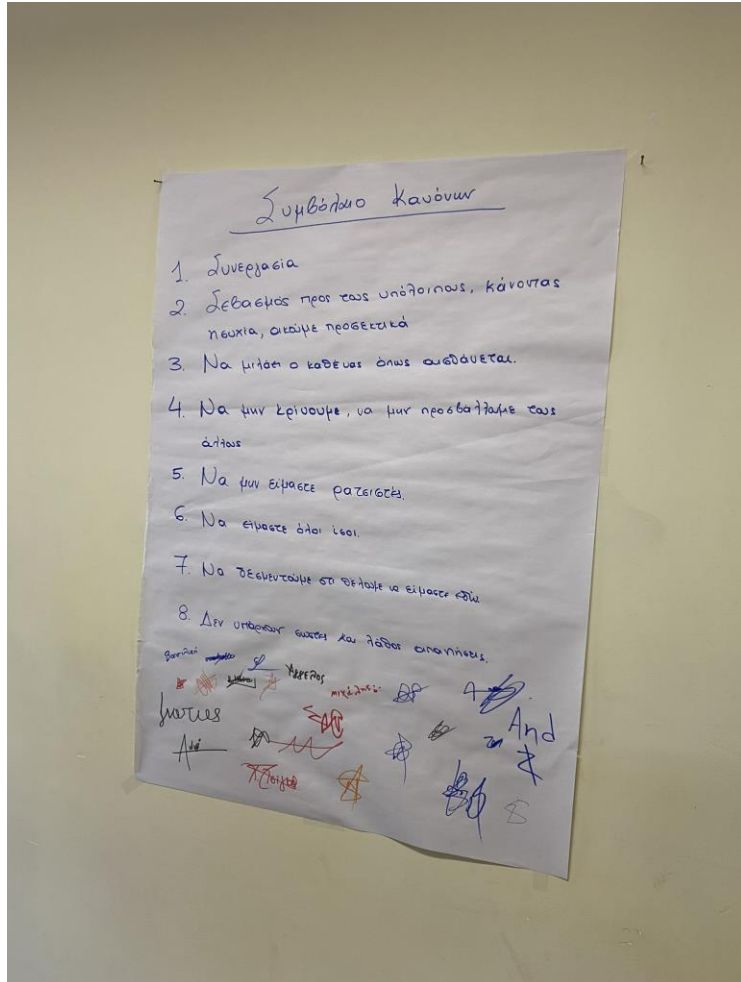 Συμβόλαιο Κανόνων
1. Συνεργασία
2. Σεβασμός προς τους υπόλοιπους, κάνοντας
ησυχία, ακούμε προσεκτικά
3. Να μιλάει ο καθένας όπως αισθάνεται.
4. Να μην κρίνουμε, να μην προσβάλλουμε τους
άλλους
5. Να μην είμαστε ρατσιστές.
6. Να είμαστε όλοι ίσοι.
7. Να δεσμευτούμε ότι θέλουμε να είμαστε εδώ
8. Δεν υπάρχουν σωστές και λάθος απαντήσεις.
Άγγελος
And